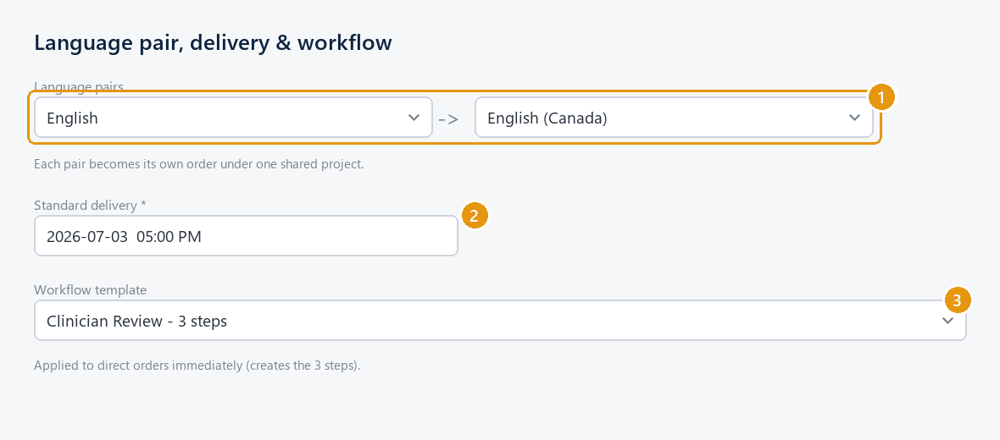 Language pair, delivery & workflow
Language pairs
1
English
->
English (Canada)
Each pair becomes its own order under one shared project.
Standard delivery *
2
2026-07-03  05:00 PM
Workflow template
3
Clinician Review - 3 steps
Applied to direct orders immediately (creates the 3 steps).